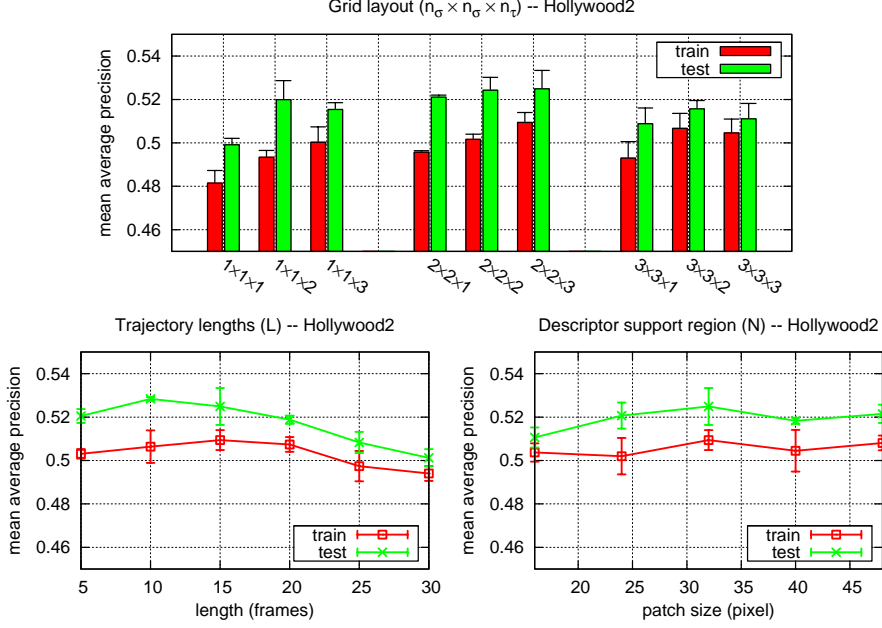 Grid layout (nσ × nσ × nτ) -- Hollywood2
mean average precision
0.54
0.52
0.5
0.48
0.46
train
test
1×1×1
1×1×2
1×1×3
2×2×1
2×2×2
2×2×3
3×3×1
3×3×2
3×3×3
Trajectory lengths (L) -- Hollywood2
mean average precision
0.54
0.52
0.5
0.48
0.46
train
test
5 10 15 20 25 30
length (frames)
Descriptor support region (N) -- Hollywood2
mean average precision
0.54
0.52
0.5
0.48
0.46
train
test
20 25 30 35 40 45
patch size (pixel)